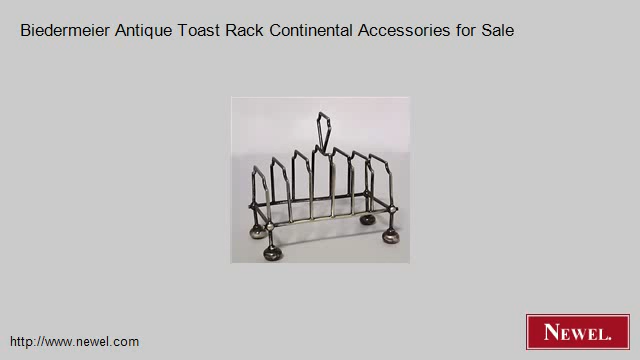 Biedermeier Antique Toast Rack Continental Accessories for Sale
http://www.newel.com
NEWEL.